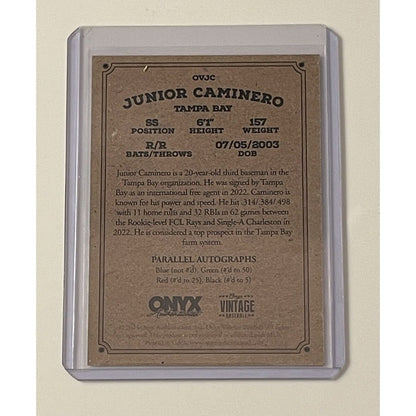 OVJC
JUNIOR CAMINERO
TAMPA BAY
SS 6'1" 157
POSITION HEIGHT WEIGHT
R/R 07/05/2003
BATS/THROWS DOB
Junior Caminero is a 20-year-old third baseman in the
Tampa Bay organization. He was signed by Tampa
Bay as an international free agent in 2022. Caminero is
known for his power and speed. He hit .314/.384/.498
with 11 home rulls and 32 RBIs in 62 games between
the Rookie-level FCL Rays and Single-A Charleston in
2022. He is considered a top prospect in the Tampa Bay
farm system.
PARALLEL AUTOGRAPHS
Blue (not #'d), Green (#'d to 50)
Red (#'d to 25), Black (#'d to 5)
ONYX
Authenticated
Onyx
VINTAGE
BASEBALL